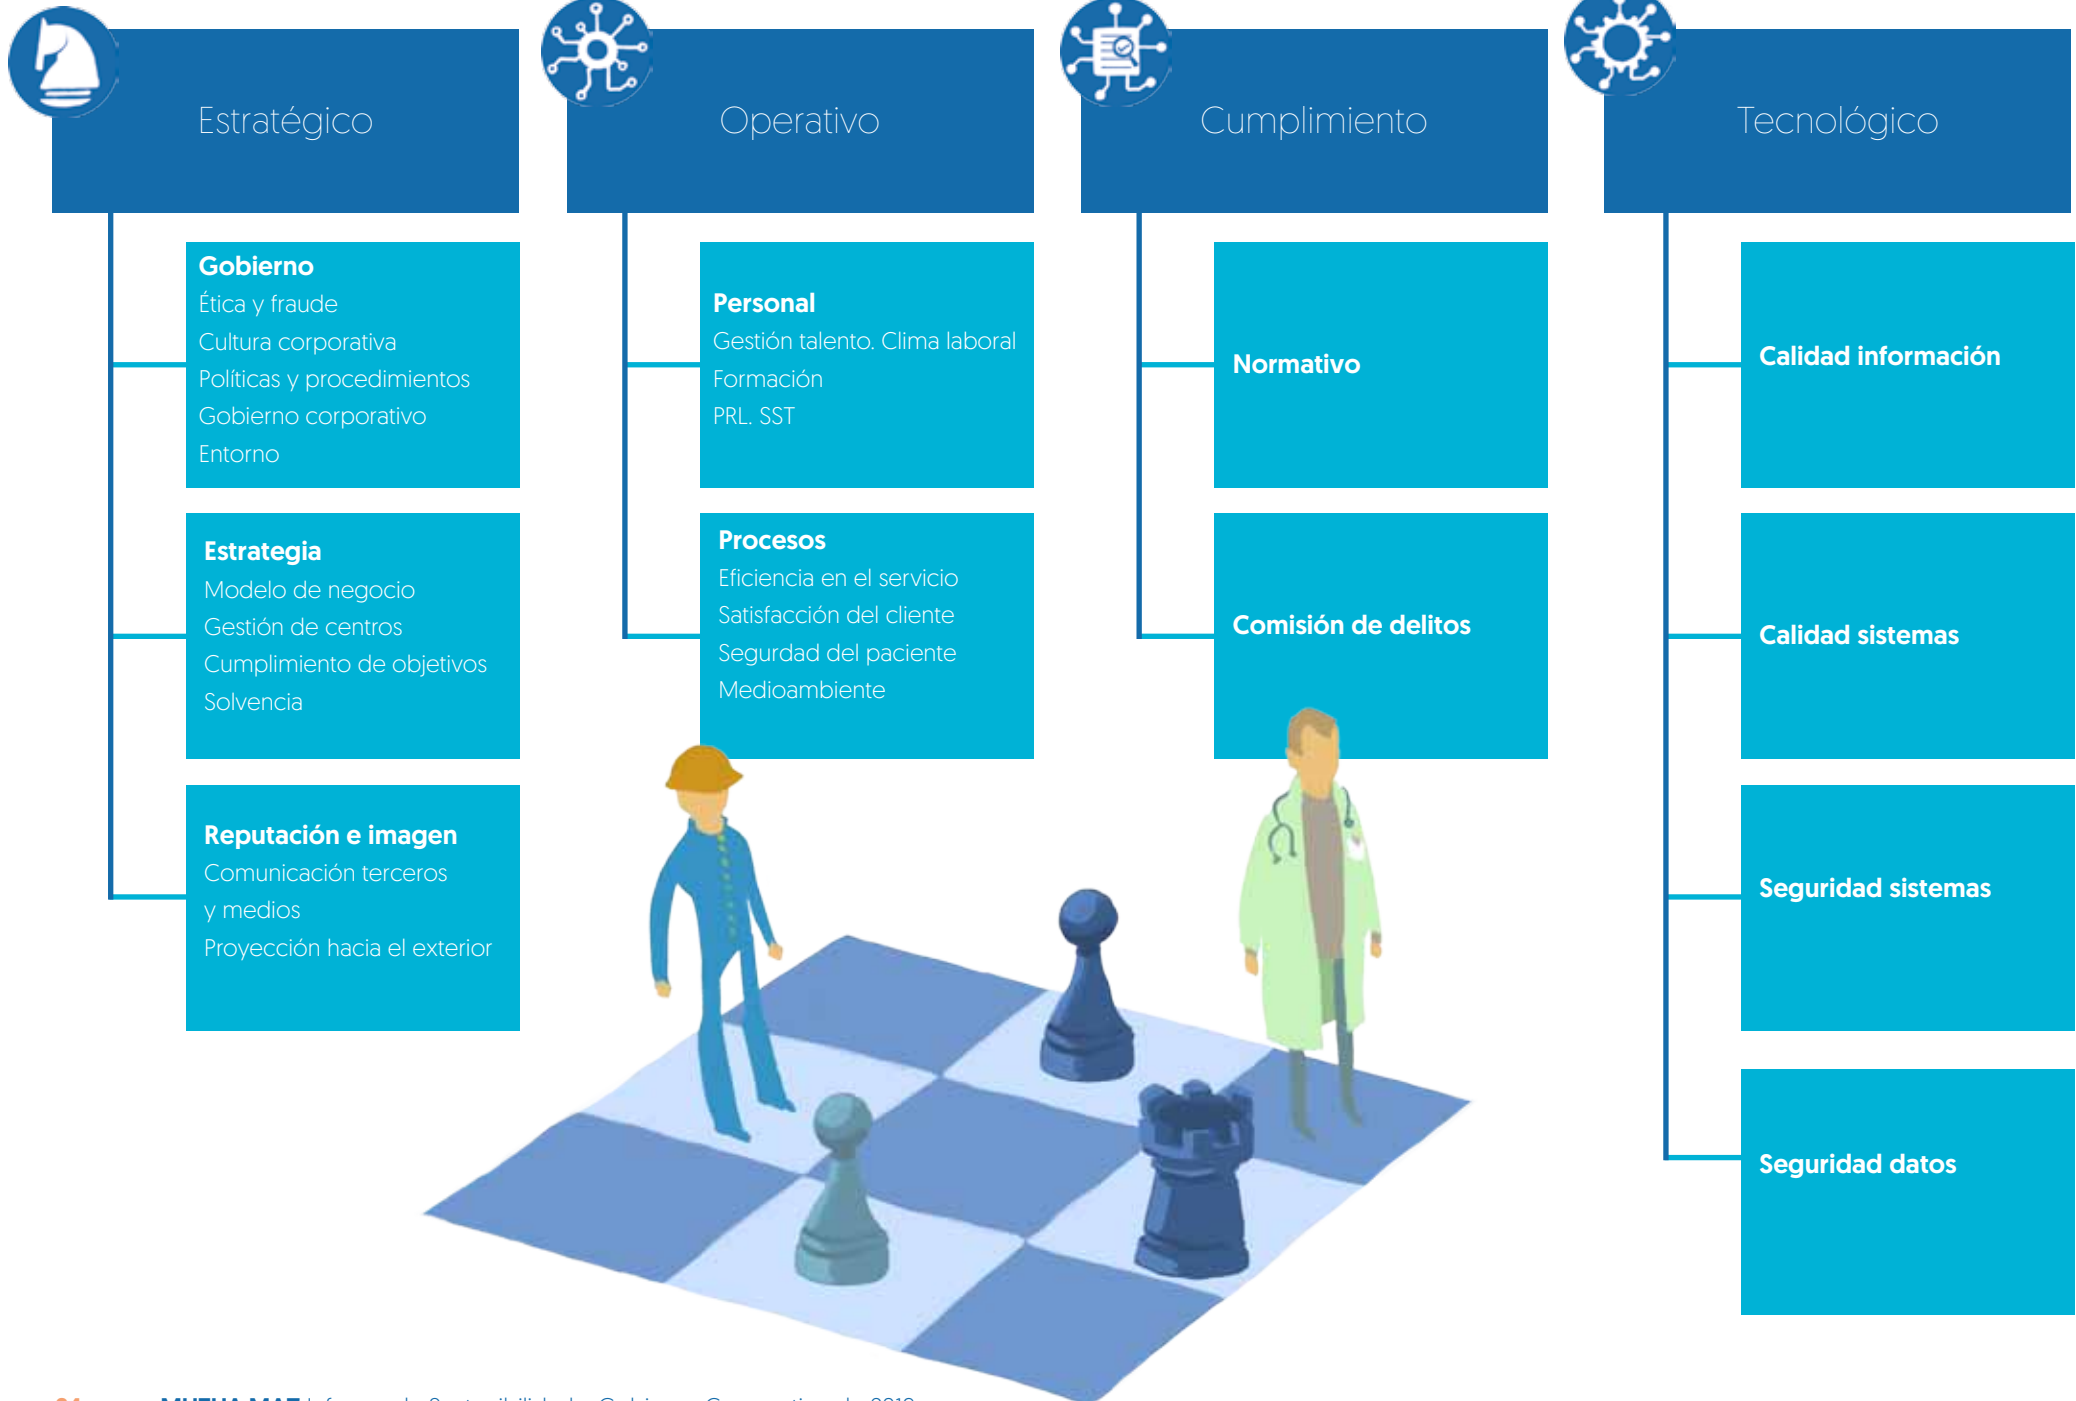 Estratégico
Gobierno
Ética y fraude
Cultura corporativa
Políticas y procedimientos
Gobierno corporativo
Entorno
Estrategia
Modelo de negocio
Gestión de centros
Cumplimiento de objetivos
Solvencia
Reputación e imagen
Comunicación terceros
y medios
Proyección hacia el exterior
Operativo
Personal
Gestión talento. Clima laboral
Formación
PRL. SST
Procesos
Eficiencia en el servicio
Satisfacción del cliente
Segurdad del paciente
Medioambiente
Cumplimiento
Normativo
Comisión de delitos
Tecnológico
Calidad información
Calidad sistemas
Seguridad sistemas
Seguridad datos